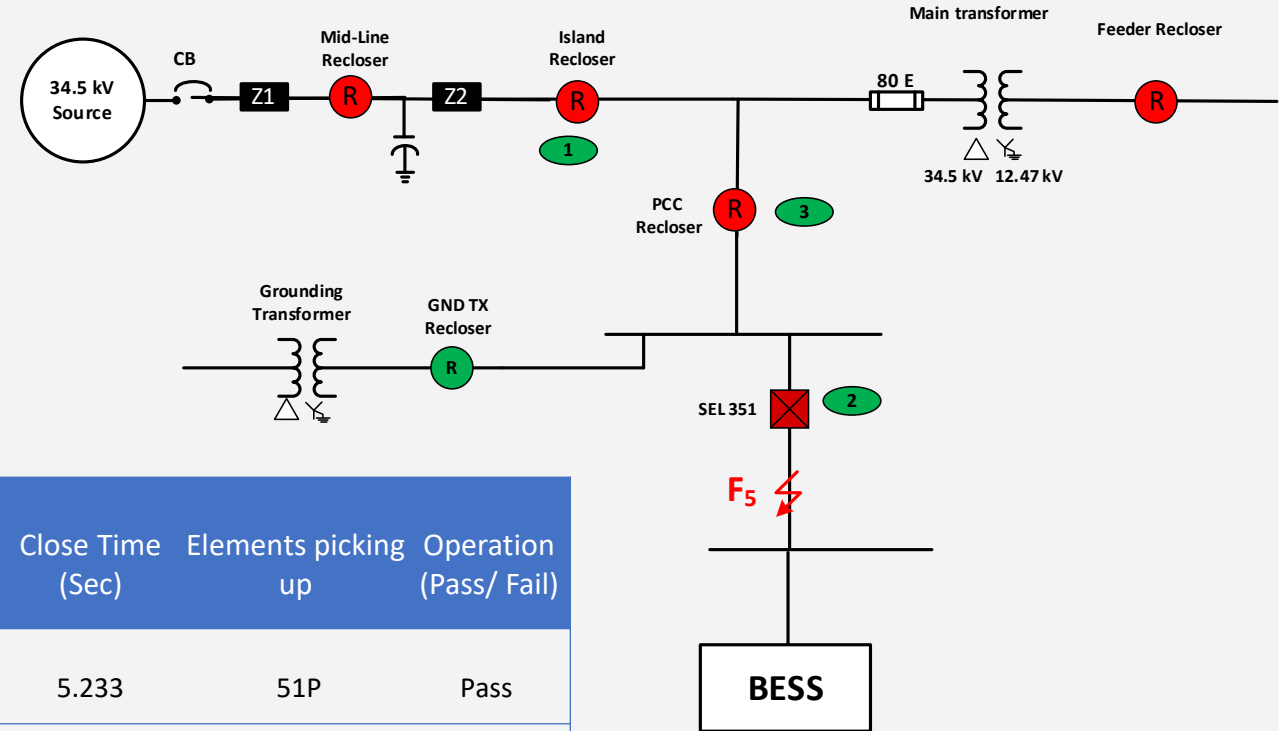 Main transformer
Feeder Recloser
Mid-Line
Recloser
Island
Recloser
CB
34.5 kV
Source
Z1
R
Z2
R
80 E
R
1
34.5 kV 12.47 kV
PCC
Recloser
R
3
Grounding
Transformer
GND TX
Recloser
R
SEL 351
2
F5
BESS
Close Time
(Sec)
Elements picking
up
Operation
(Pass/ Fail)
5.233
51P
Pass